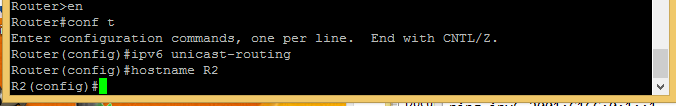 Router>en
Router#conf t
Enter configuration commands, one per line.  End with CNTL/Z.
Router(config)#ipv6 unicast-routing
Router(config)#hostname R2
R2(config)#